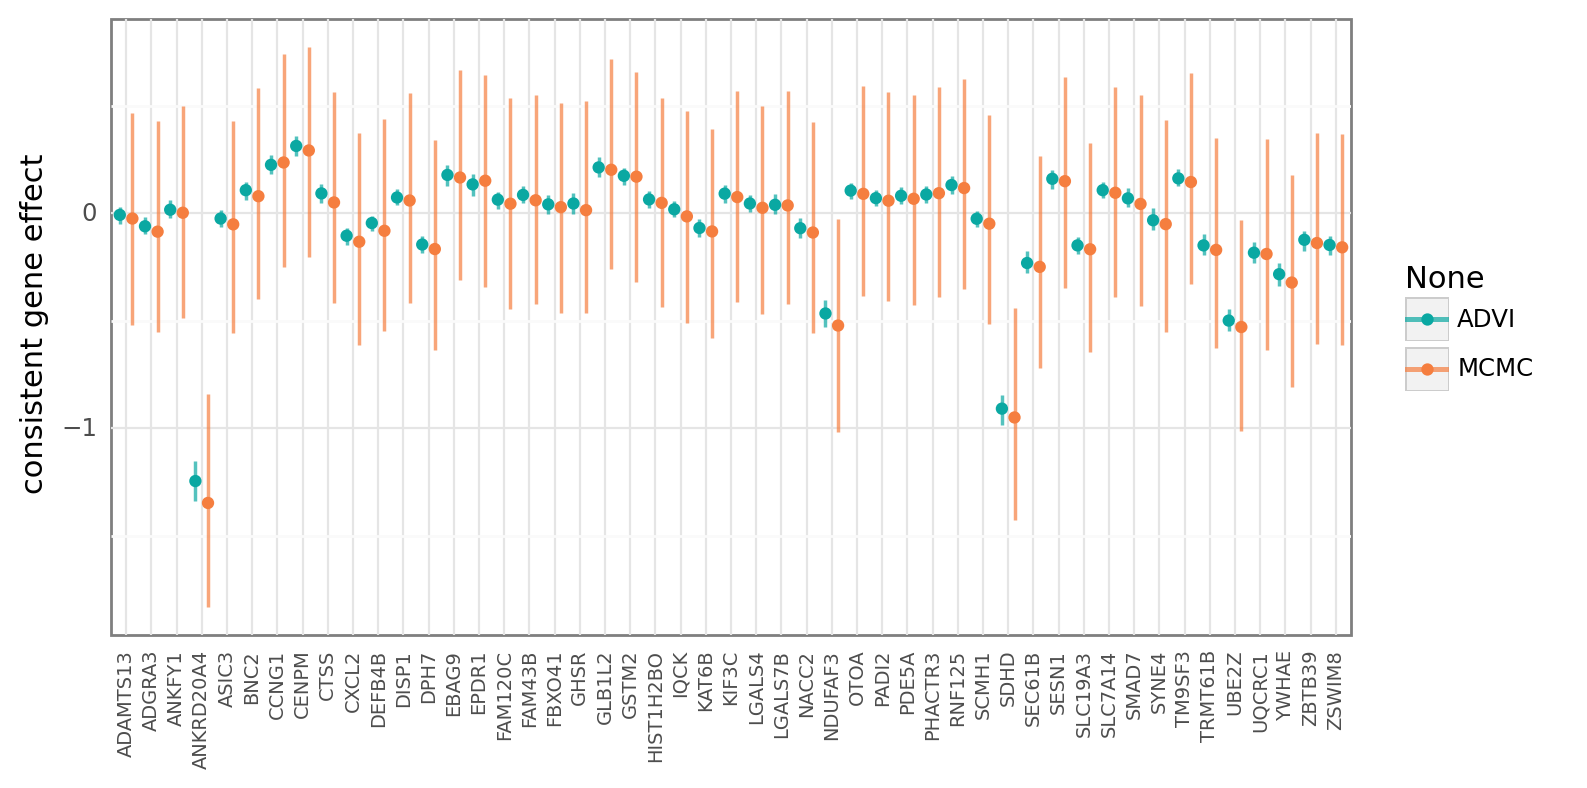 consistent gene effect
0
−1
ADAMTS13
ADGRA3
ANKFY1
ANKRD20A4
ASIC3
BNC2
CCNG1
CENPM
CTSS
CXCL2
DEFB4B
DISP1
DPH7
EBAG9
EPDR1
FAM120C
FAM43B
FBXO41
GHSR
GLB1L2
GSTM2
HIST1H2BO
IQCK
KAT6B
KIF3C
LGALS4
LGALS7B
NACC2
NDUFAF3
OTOA
PADI2
PDE5A
PHACTR3
RNF125
SCMH1
SDHD
SEC61B
SESN1
SLC19A3
SLC7A14
SMAD7
SYNE4
TM9SF3
TRMT61B
UBE2Z
UQCRC1
YWHAE
ZBTB39
ZSWIM8
None
ADVI
MCMC